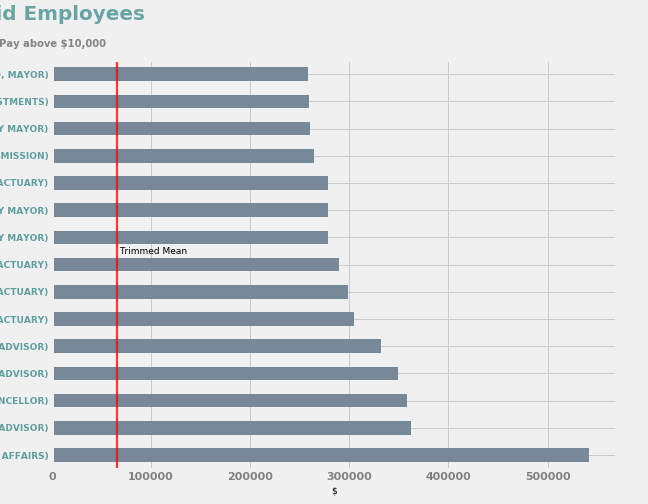 id Employees
Pay above $10,000
, MAYOR)
STMENTS)
Y MAYOR)
MISSION)
ACTUARY)
Y MAYOR)
Y MAYOR)
Trimmed Mean
ACTUARY)
ACTUARY)
ACTUARY)
ADVISOR)
ADVISOR)
NCELLOR)
ADVISOR)
AFFAIRS)
0 100000 200000 300000 400000 500000
$